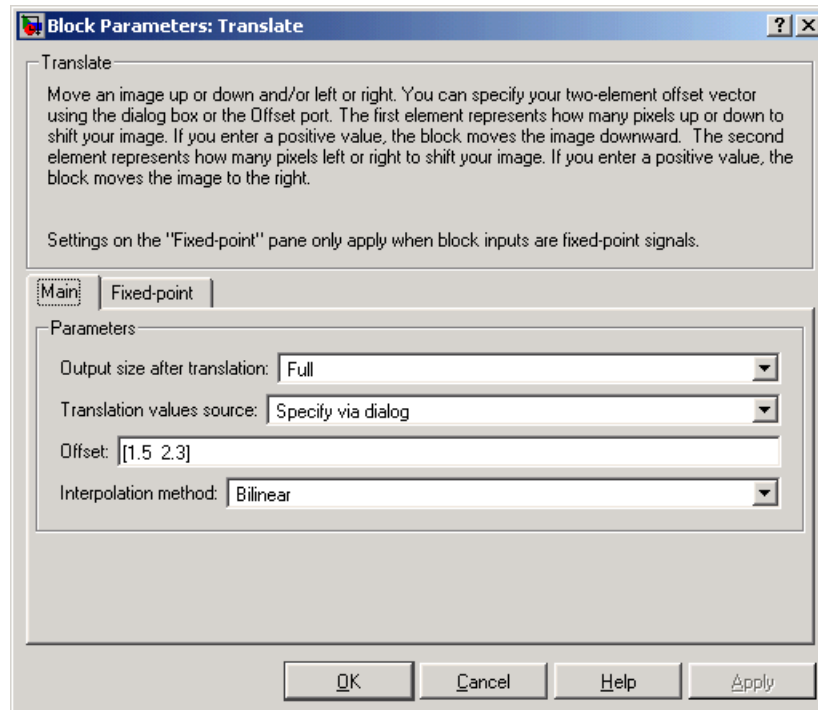 Block Parameters: Translate
Translate
Move an image up or down and/or left or right. You can specify your two-element offset vector
using the dialog box or the Offset port. The first element represents how many pixels up or down to
shift your image. If you enter a positive value, the block moves the image downward.  The second
element represents how many pixels left or right to shift your image. If you enter a positive value, the
block moves the image to the right.
Settings on the "Fixed-point" pane only apply when block inputs are fixed-point signals.
Main Fixed-point
Parameters
Output size after translation: Full
Translation values source: Specify via dialog
Offset: [1.5  2.3]
Interpolation method: Bilinear
OK Cancel Help Apply